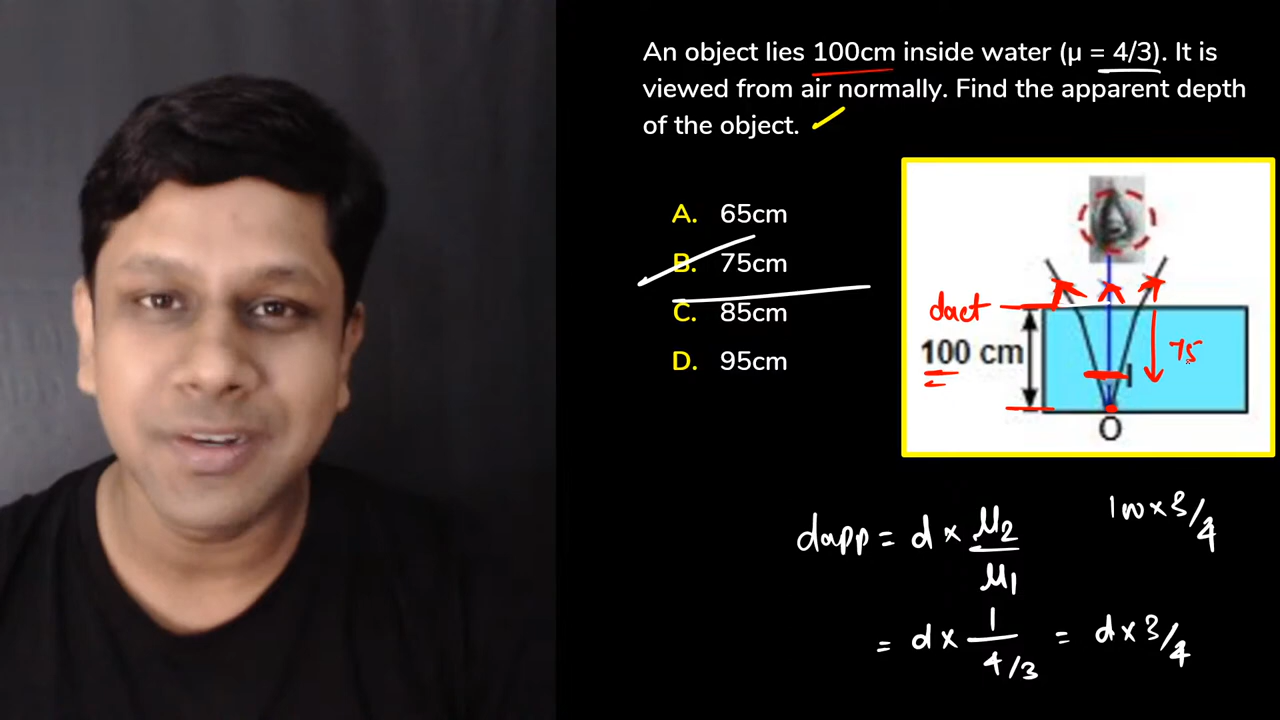 An object lies 100cm inside water (μ = 4/3). It is
viewed from air normally. Find the apparent depth
of the object.
A. 65cm
B. 75cm
C. 85cm
D. 95cm
dact
100 cm
75
I
O
dapp = d × μ2/μ1
100 × 3/4
= d × 1/4/3 = d × 3/4